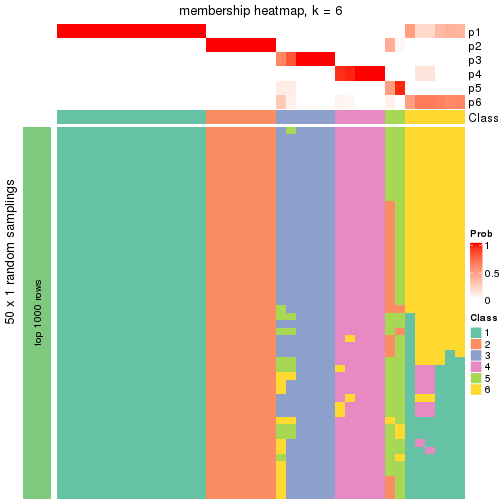 membership heatmap, k = 6
p1
p2
p3
p4
p5
p6
Class
50 x 1 random samplings
top 1000 rows
Prob
1
0.5
0
Class
1
2
3
4
5
6